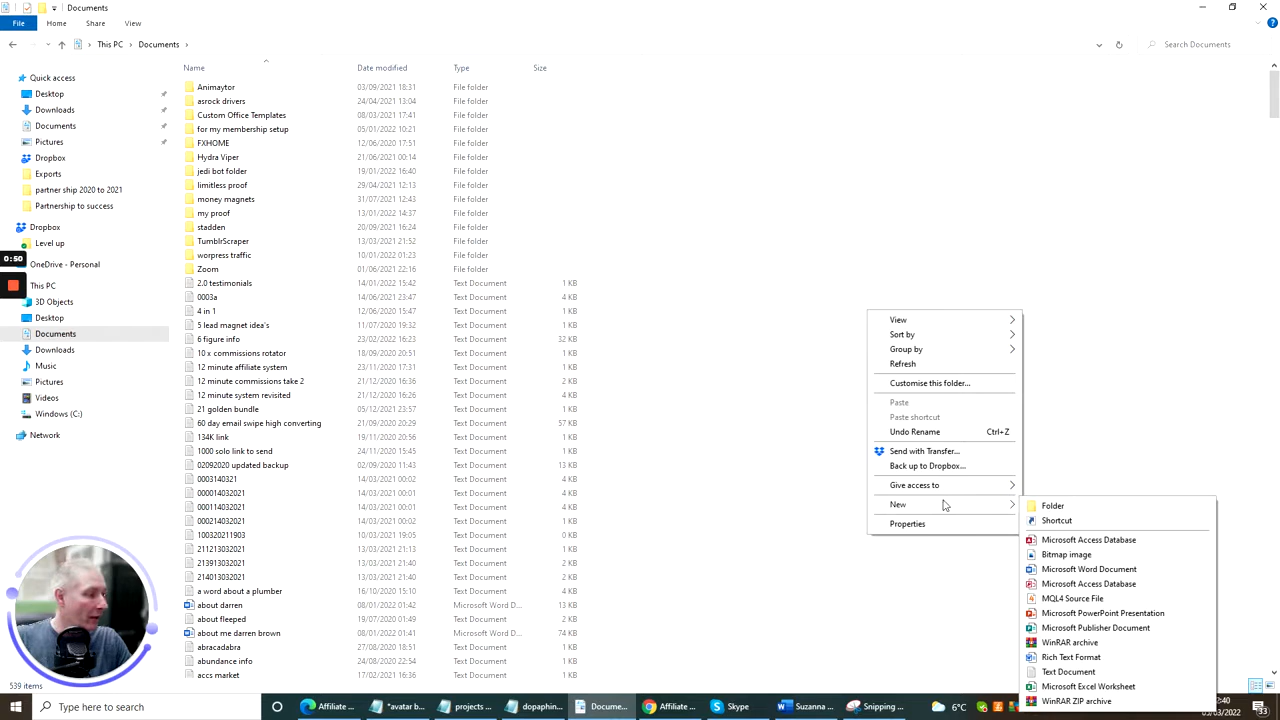 Documents
File
Home
Share
View
This PC
Documents
Search Documents
Name
Date modified
Type
Size
Quick access
Desktop
Downloads
Documents
Pictures
Dropbox
Exports
partner ship 2020 to 2021
Partnership to success
Dropbox
Level up
OneDrive - Personal
0:50
This PC
3D Objects
Desktop
Documents
Downloads
Music
Pictures
Videos
Windows (C:)
Network
Animaytor 03/09/2021 18:31 File folder
asrock drivers 24/04/2021 13:04 File folder
Custom Office Templates 08/03/2021 17:41 File folder
for my membership setup 05/01/2022 10:21 File folder
FXHOME 12/06/2020 17:51 File folder
Hydra Viper 21/06/2021 00:14 File folder
jedi bot folder 19/01/2022 16:40 File folder
limitless proof 29/04/2021 12:13 File folder
money magnets 31/07/2021 12:43 File folder
my proof 13/01/2022 14:37 File folder
stadden 20/09/2021 16:24 File folder
TumblrScraper 13/03/2021 21:52 File folder
worpress traffic 10/01/2022 01:23 File folder
Zoom 01/06/2021 22:16 File folder
2.0 testimonials 14/01/2022 15:42 Text Document 1 KB
0003a 14/06/2021 23:47 Text Document 4 KB
4 in 1 12/06/2020 15:47 Text Document 1 KB
5 lead magnet idea's 11/07/2020 19:32 Text Document 1 KB
6 figure info 23/02/2022 16:23 Text Document 32 KB
10 x commissions rotator 18/09/2020 20:51 Text Document 1 KB
12 minute affiliate system 23/11/2020 17:31 Text Document 1 KB
12 minute commissions take 2 21/12/2020 16:36 Text Document 2 KB
12 minute system revisited 21/12/2020 16:26 Text Document 4 KB
21 golden bundle 05/12/2021 23:57 Text Document 1 KB
60 day email swipe high converting 21/09/2020 20:29 Text Document 57 KB
134K link 19/11/2020 20:56 Text Document 1 KB
1000 solo link to send 24/11/2020 15:45 Text Document 1 KB
02092020 updated backup 02/09/2020 11:43 Text Document 13 KB
0003140321 14/03/2021 00:02 Text Document 4 KB
000014032021 14/03/2021 00:01 Text Document 2 KB
000114032021 14/03/2021 00:01 Text Document 4 KB
000214032021 14/03/2021 00:02 Text Document 4 KB
100320211903 10/03/2021 19:05 Text Document 0 KB
211213032021 13/03/2021 21:13 Text Document 1 KB
213913032021 13/03/2021 21:40 Text Document 2 KB
214013032021 13/03/2021 21:40 Text Document 2 KB
a word about a plumber 16/10/2020 15:10 Text Document 1 KB
about darren 08/01/2022 01:42 Microsoft Word D... 13 KB
about fleeped 19/07/2020 01:49 Text Document 2 KB
about me darren brown 08/01/2022 01:41 Microsoft Word D... 74 KB
abracadabra 27/08/2020 18:51 Text Document 1 KB
abundance info 24/08/2020 22:54 Text Document 1 KB
accs market 17/02/2021 16:36 Text Document 1 KB
View
Sort by
Group by
Refresh
Customise this folder...
Paste
Paste shortcut
Undo Rename Ctrl+Z
Send with Transfer...
Back up to Dropbox...
Give access to
New
Properties
Folder
Shortcut
Microsoft Access Database
Bitmap image
Microsoft Word Document
Microsoft Access Database
MQL4 Source File
Microsoft PowerPoint Presentation
Microsoft Publisher Document
WinRAR archive
Rich Text Format
Text Document
Microsoft Excel Worksheet
WinRAR ZIP archive
539 items
Type here to search
Affiliate ...
*avatar b...
projects ...
dopaphin...
Docume...
Affiliate ...
Skype
Suzanna ...
Snipping ...
6°C